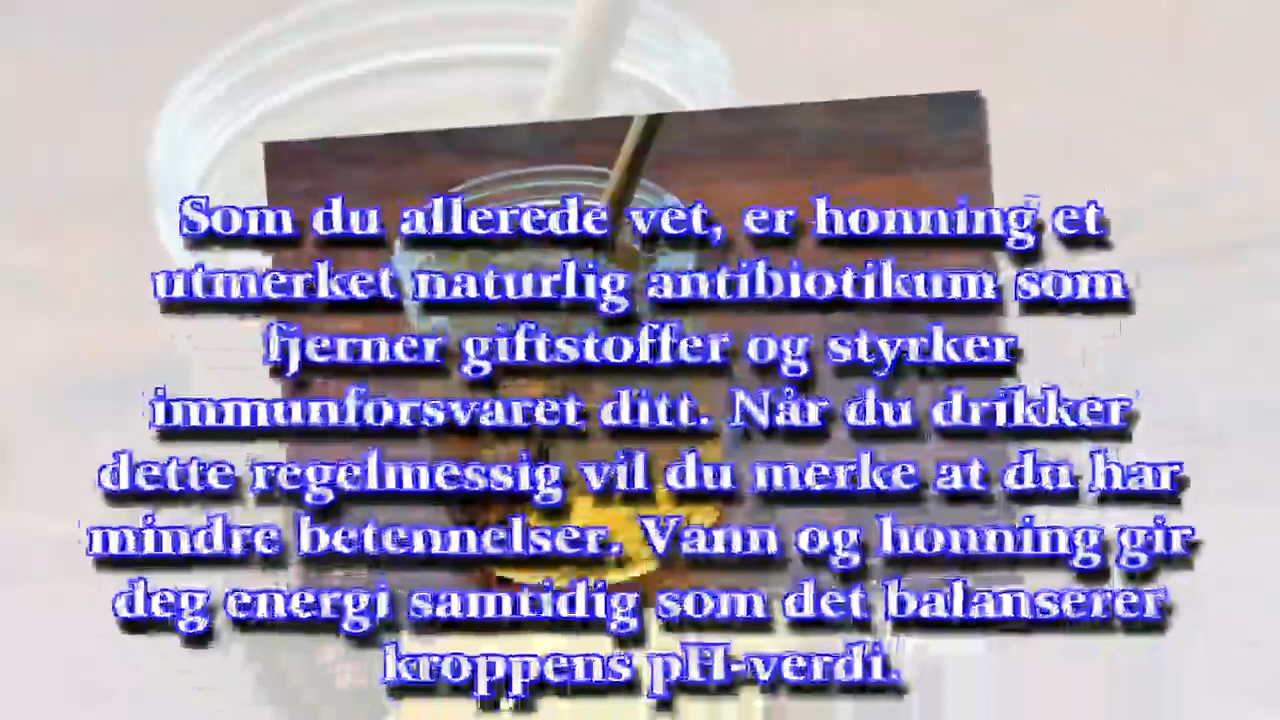 Som du allerede vet, er honning et
utmerket naturlig antibiotikum som
fjerner giftstoffer og styrker
immunforsvaret ditt. Når du drikker
dette regelmessig vil du merke at du har
mindre betennelser. Vann og honning gir
deg energi samtidig som det balanserer
kroppens pH-verdi.